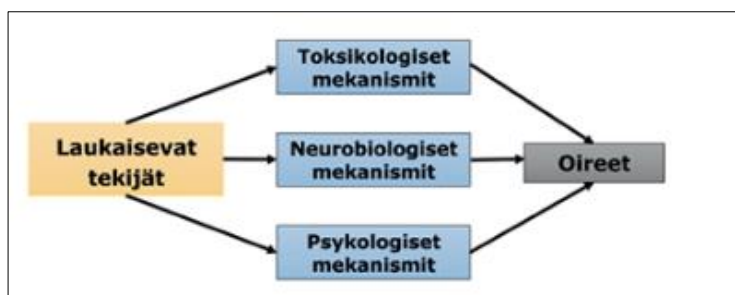 Toksikologiset
mekanismit
Laukaisevat
tekijät
Neurobiologiset
mekanismit
Oireet
Psykologiset
mekanismit